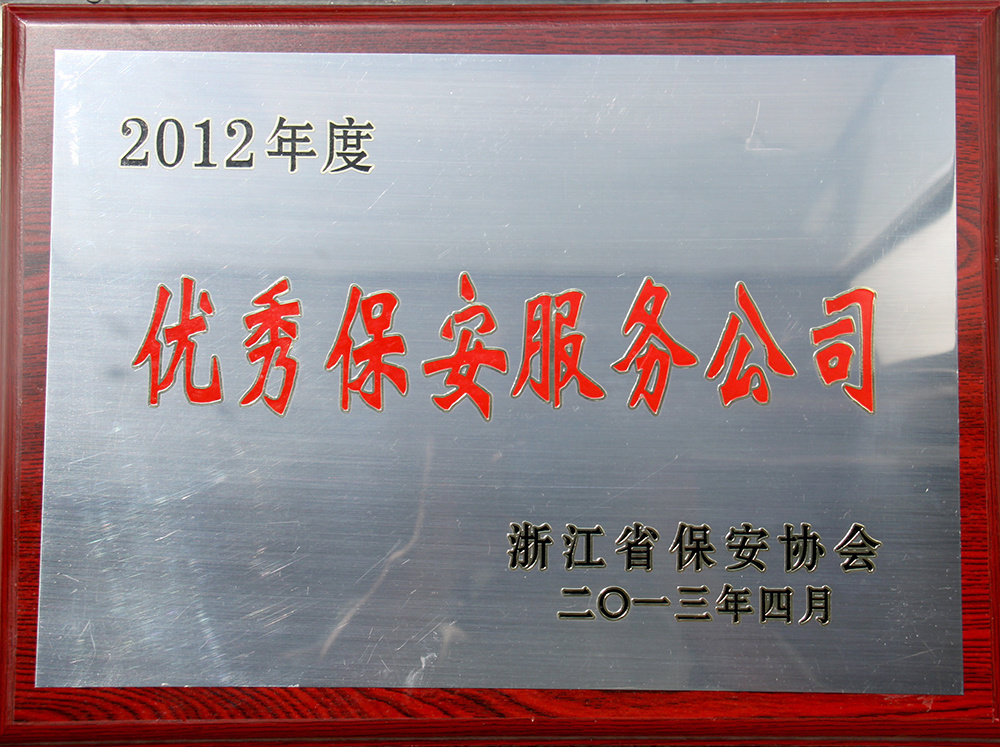 2012年度
优秀保安服务公司
浙江省保安协会
二〇一三年四月